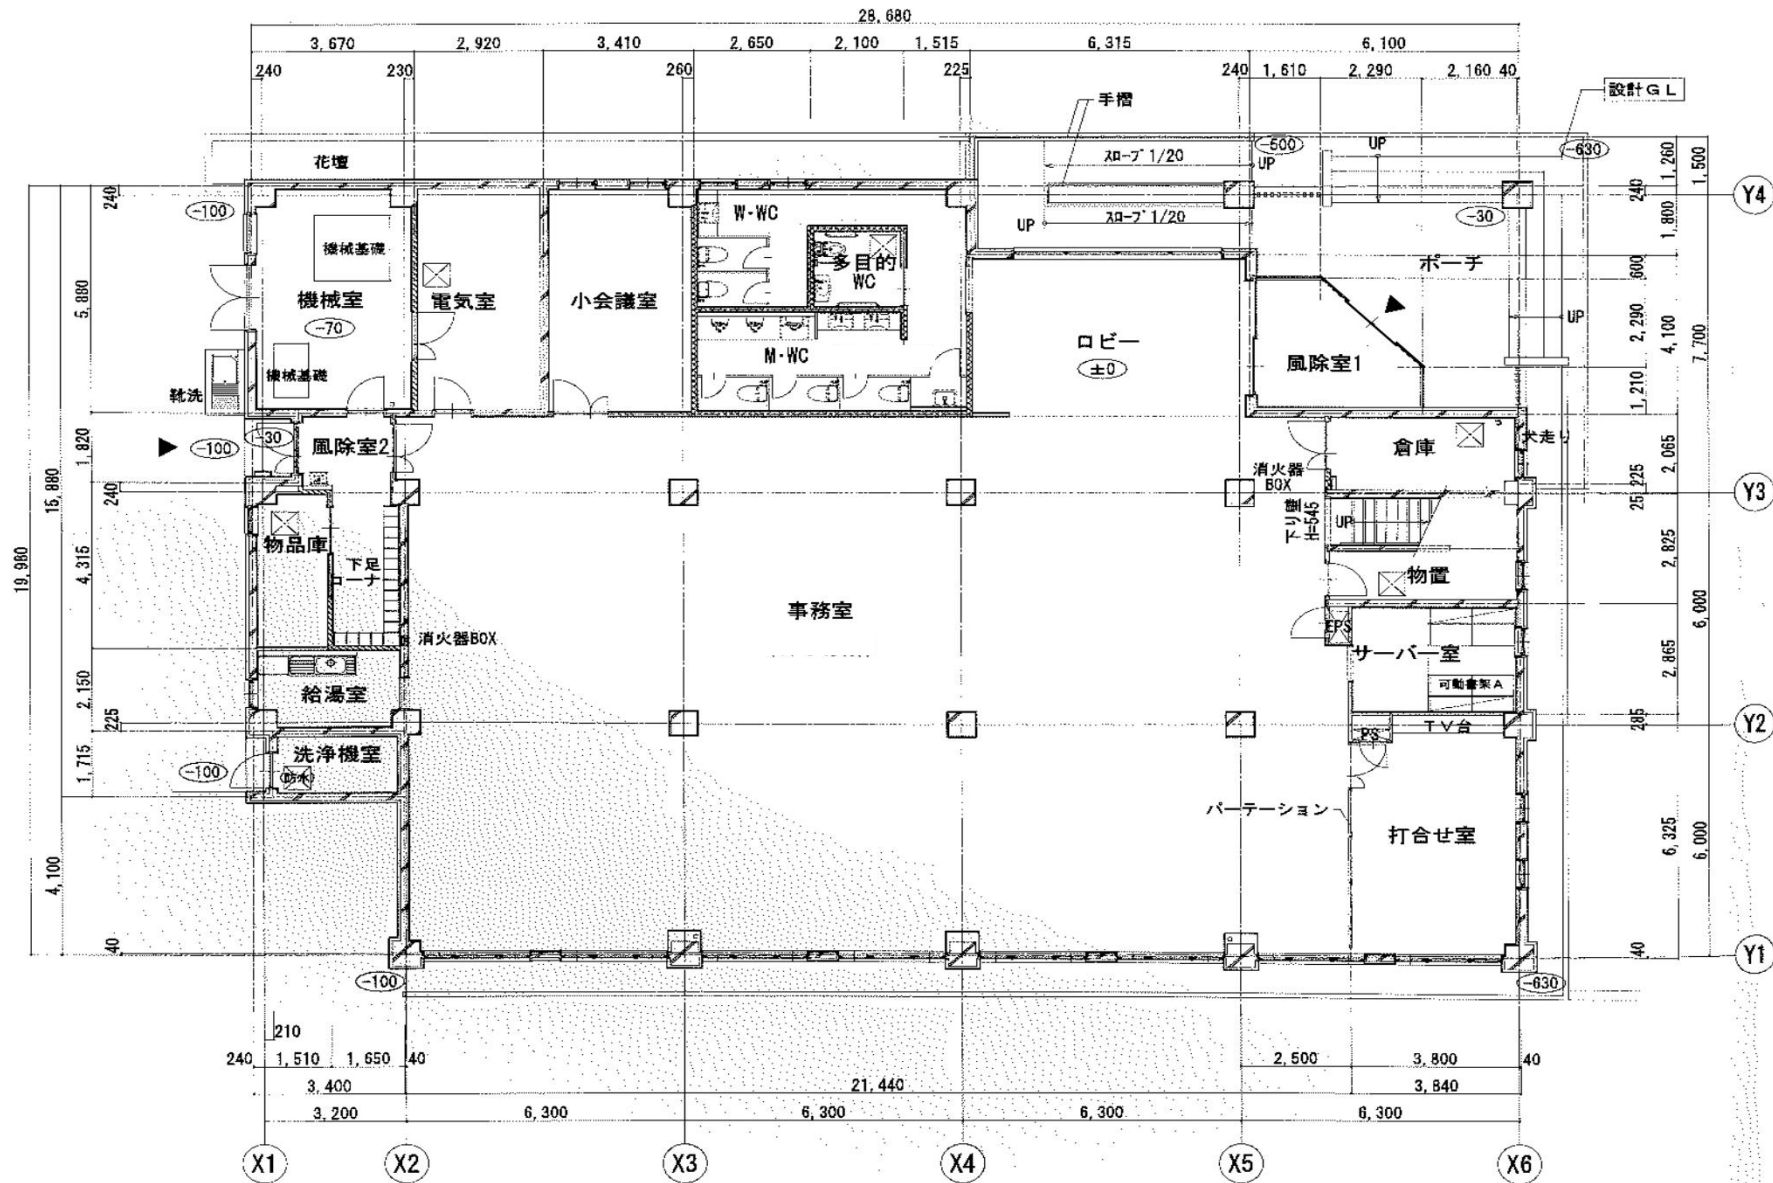 28,680
3,670 2,920 3,410 2,650 2,100 1,515 6,315 6,100
240 230 260 225 240 1,610 2,290 2,160 40
設計GL
手摺
花壇
スロープ 1/20
UP
-500
UP
-630
-100
W・WC
UP
スロープ 1/20
-30
Y4
機械基礎
多目的
WC
ポーチ
機械室
電気室
小会議室
-70
ロビー
±0
UP
M・WC
風除室1
機械基礎
靴洗
-100
-30
風除室2
倉庫
犬走り
消火器
BOX
Y3
下り壁
H=545
UP
物品庫
下足
コーナー
物置
事務室
消火器BOX
EPS
サーバー室
給湯室
可動書架A
TV台
PS
Y2
洗浄機室
(防水)
-100
パーテーション
打合せ室
Y1
-100
-630
240
5,880
1,820
240
4,315
2,150
225
1,715
40
15,880
4,100
19,980
240
1,260
1,800
600
2,290
1,210
2,065
225
25
2,825
2,865
285
6,325
40
1,500
4,100
7,700
6,000
6,000
210
240 1,510 1,650 40 2,500 3,800 40
3,400 21,440 3,840
3,200 6,300 6,300 6,300 6,300
X1 X2 X3 X4 X5 X6